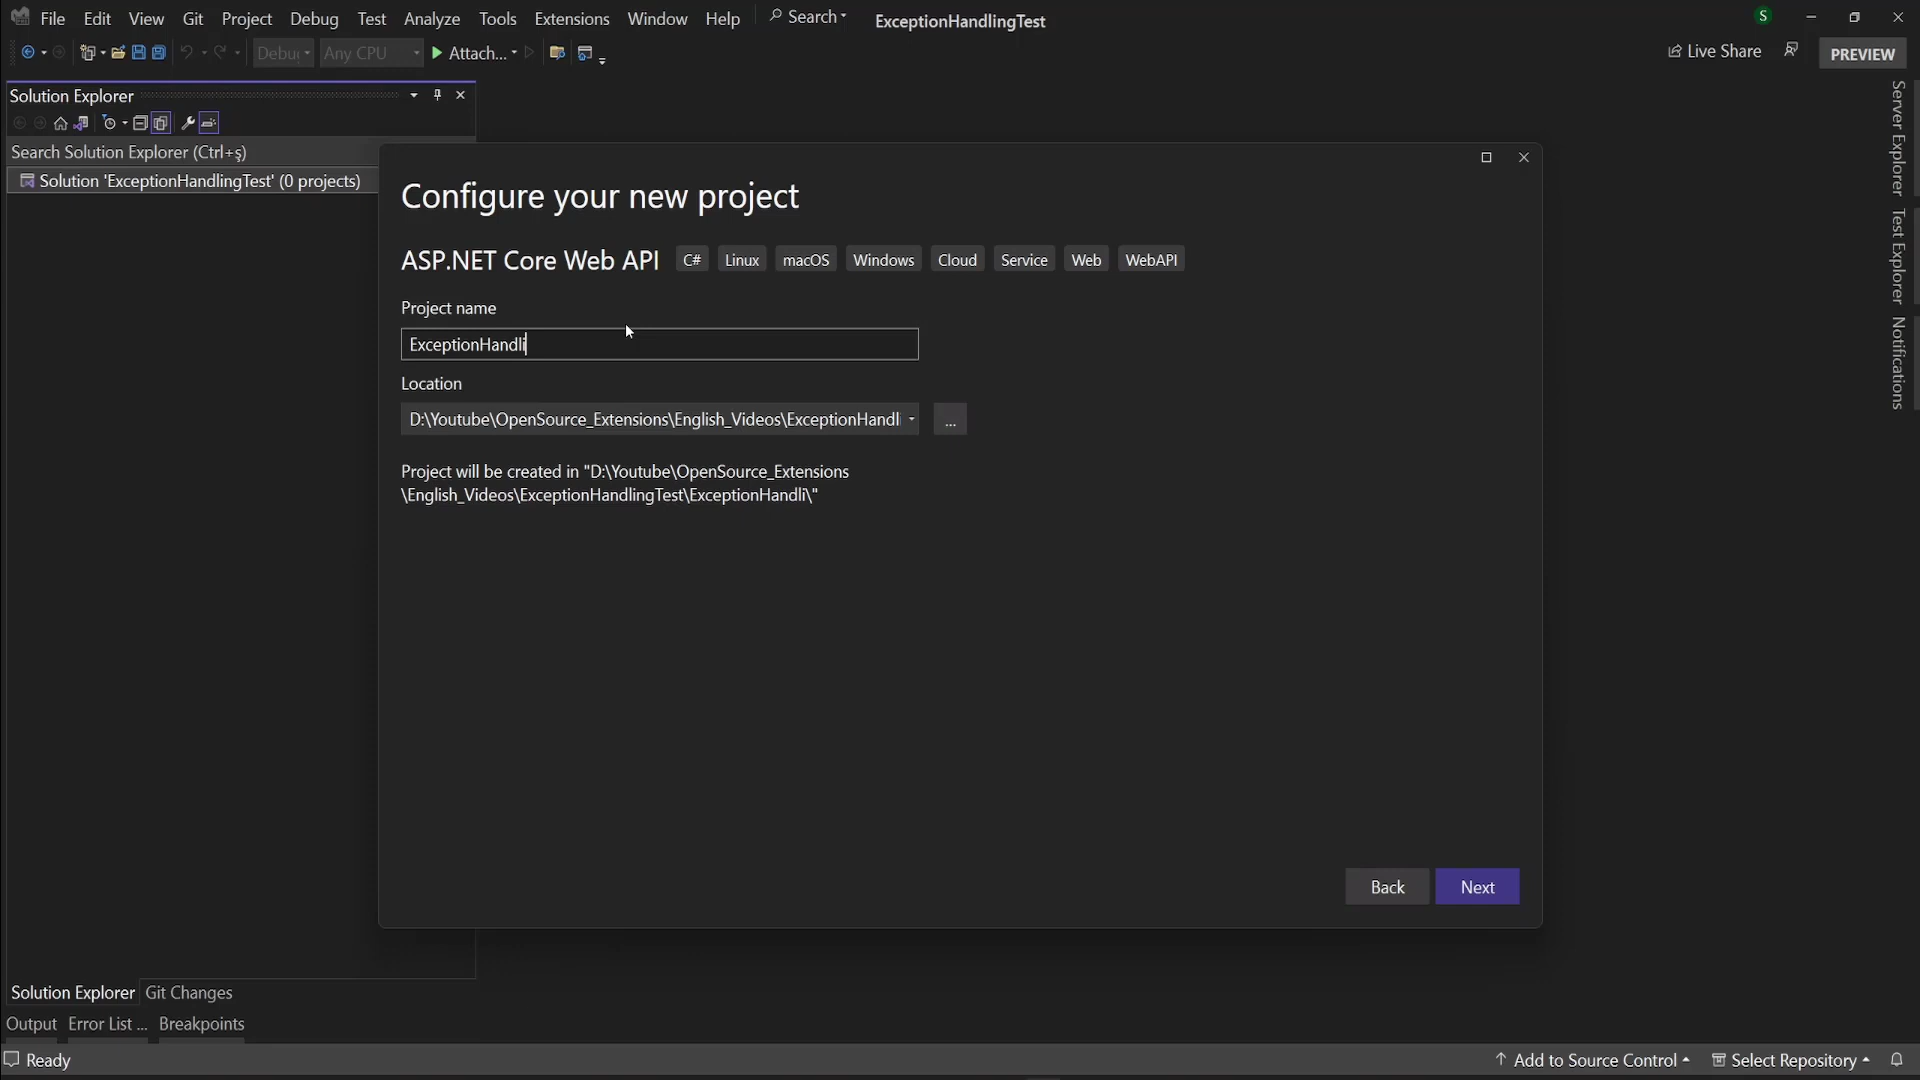 File Edit View Git Project Debug Test Analyze Tools Extensions Window Help Search ExceptionHandlingTest S
Any CPU Attach... Live Share PREVIEW
Solution Explorer
Search Solution Explorer (Ctrl+ş)
Solution 'ExceptionHandlingTest' (0 projects)
Configure your new project
ASP.NET Core Web API C# Linux macOS Windows Cloud Service Web WebAPI
Project name
ExceptionHandli
Location
D:\Youtube\OpenSource_Extensions\English_Videos\ExceptionHandli ...
Project will be created in "D:\Youtube\OpenSource_Extensions
\English_Videos\ExceptionHandlingTest\ExceptionHandli\"
Back Next
Server Explorer
Test Explorer
Notifications
Solution Explorer Git Changes
Output Error List ... Breakpoints
Ready Add to Source Control Select Repository